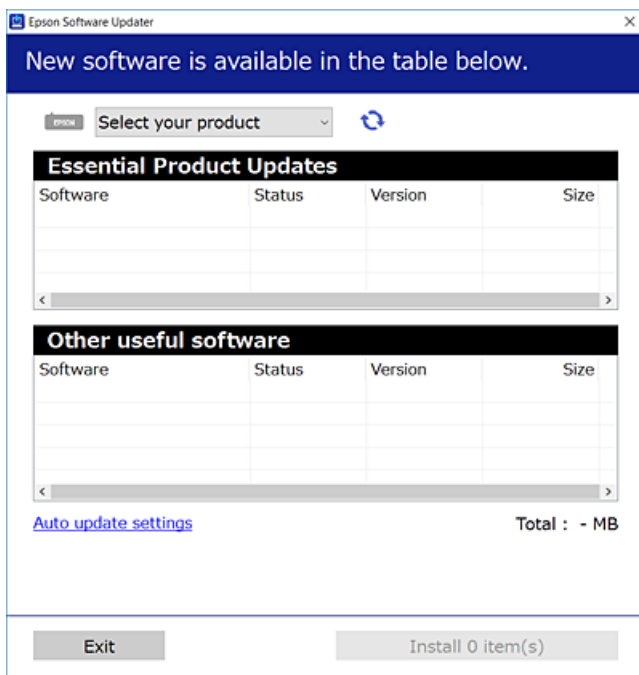 Epson Software Updater
New software is available in the table below.
EPSON Select your product
Essential Product Updates
Software Status Version Size
Other useful software
Software Status Version Size
Auto update settings Total : - MB
Exit Install 0 item(s)